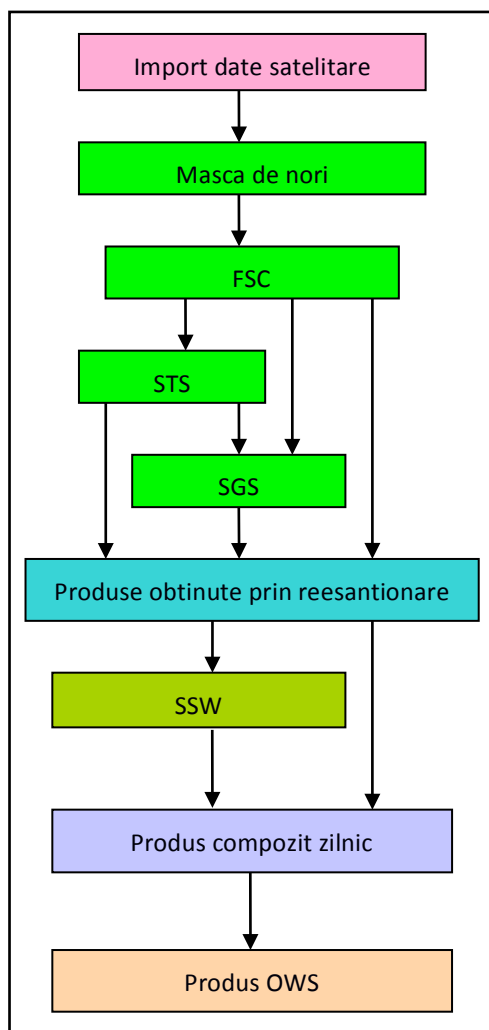 Import date satelitare
Masca de nori
FSC
STS
SGS
Produse obtinute prin reesantionare
SSW
Produs compozit zilnic
Produs OWS